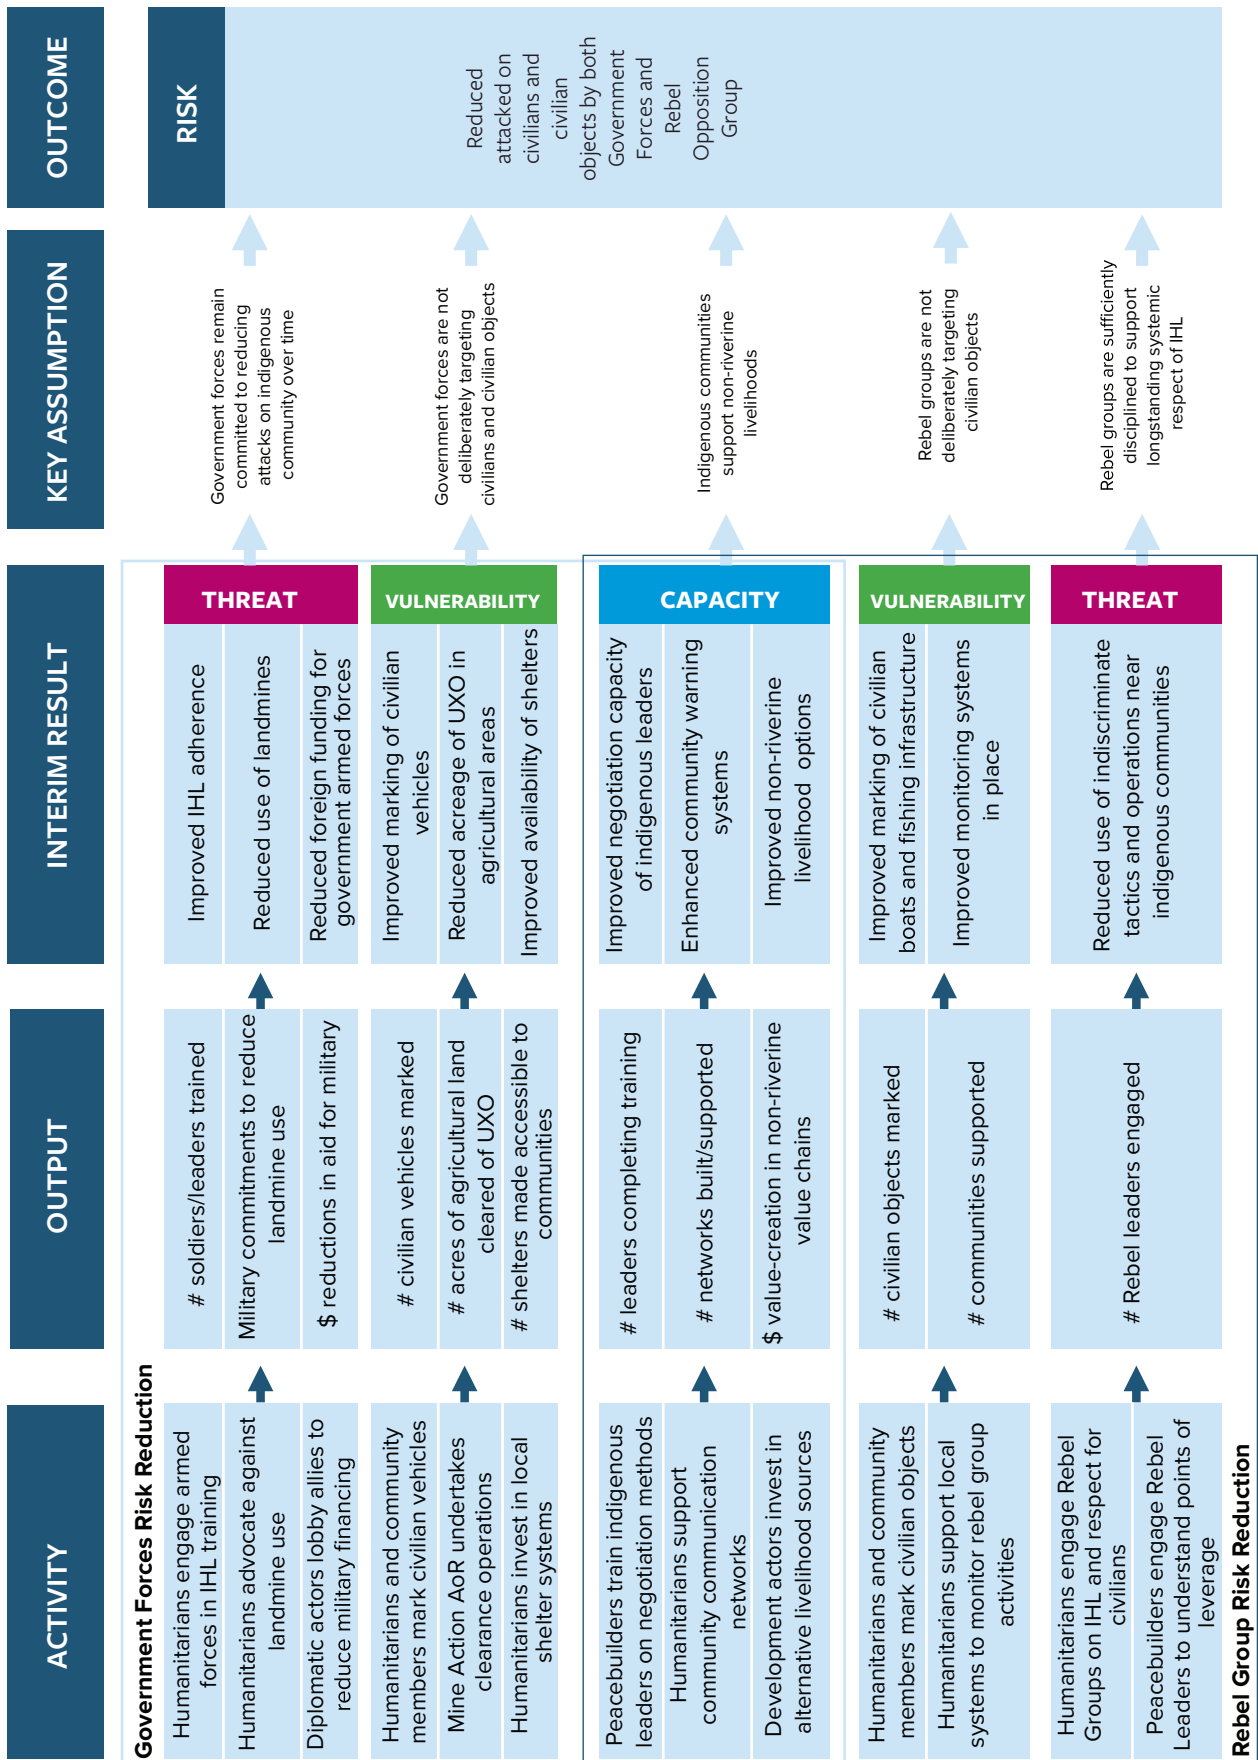 ACTIVITY
OUTPUT
INTERIM RESULT
KEY ASSUMPTION
OUTCOME
Government Forces Risk Reduction
Humanitarians engage armed
forces in IHL training
Humanitarians advocate against
landmine use
Diplomatic actors lobby allies to
reduce military financing
# soldiers/leaders trained
Military commitments to reduce
landmine use
$ reductions in aid for military
Improved IHL adherence
Reduced use of landmines
Reduced foreign funding for
government armed forces
THREAT
Government forces remain
committed to reducing
attacks on indigenous
community over time
Humanitarians and community
members mark civilian vehicles
Mine Action AoR undertakes
clearance operations
Humanitarians invest in local
shelter systems
# civilian vehicles marked
# acres of agricultural land
cleared of UXO
# shelters made accessible to
communities
Improved marking of civilian
vehicles
Reduced acreage of UXO in
agricultural areas
Improved availability of shelters
VULNERABILITY
Government forces are not
deliberately targeting
civilians and civilian objects
Peacebuilders train indigenous
leaders on negotiation methods
Humanitarians support
community communication
networks
Development actors invest in
alternative livelihood sources
# leaders completing training
# networks built/supported
$ value-creation in non-riverine
value chains
Improved negotiation capacity
of indigenous leaders
Enhanced community warning
systems
Improved non-riverine
livelihood options
CAPACITY
Indigenous communities
support non-riverine
livelihoods
Humanitarians and community
members mark civilian objects
Humanitarians support local
systems to monitor rebel group
activities
# civilian objects marked
# communities supported
Improved marking of civilian
boats and fishing infrastructure
Improved monitoring systems
in place
VULNERABILITY
Rebel groups are not
deliberately targeting
civilian objects
Humanitarians engage Rebel
Groups on IHL and respect for
civilians
Peacebuilders engage Rebel
Leaders to understand points of
leverage
# Rebel leaders engaged
Reduced use of indiscriminate
tactics and operations near
indigenous communities
THREAT
Rebel groups are sufficiently
disciplined to support
longstanding systemic
respect of IHL
Rebel Group Risk Reduction
RISK
Reduced
attacked on
civilians and
civilian
objects by both
Government
Forces and
Rebel
Opposition
Group